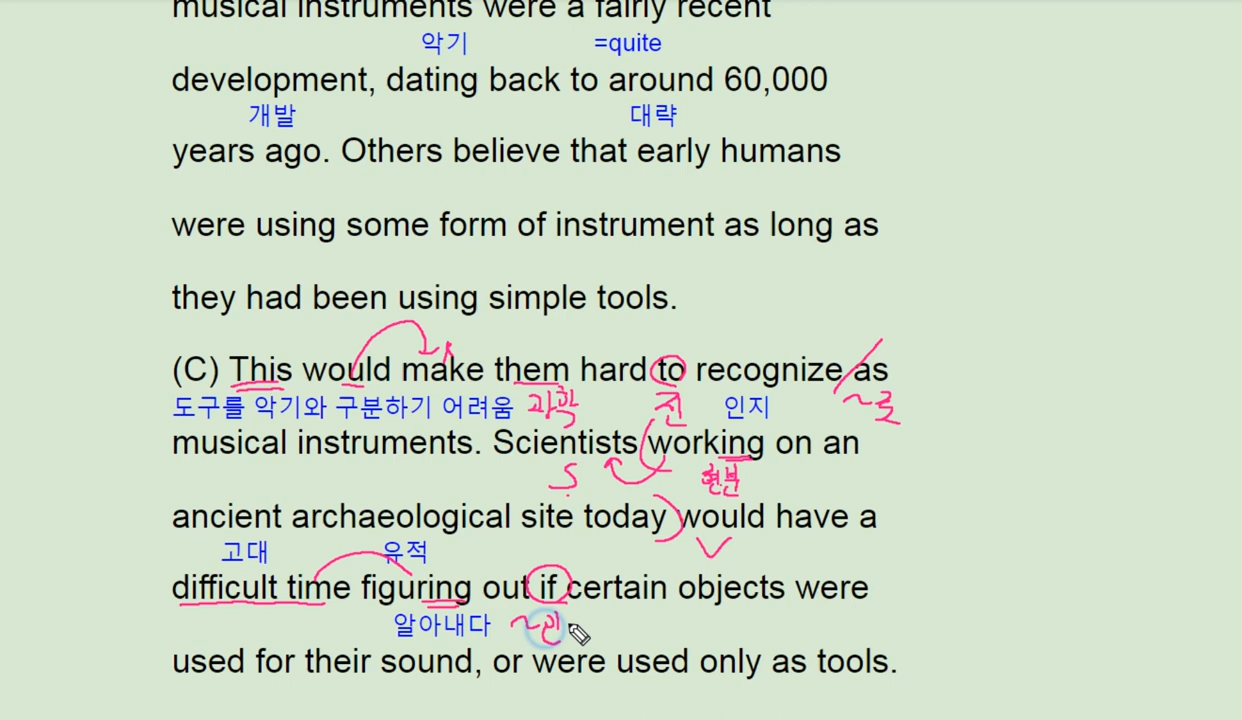 musical instruments were a fairly recent
악기 =quite
development, dating back to around 60,000
개발 대략
years ago. Others believe that early humans
were using some form of instrument as long as
they had been using simple tools.
(C) This would make them hard to recognize as
도구를 악기와 구분하기 어려움 진 인지 ~로
musical instruments. Scientists working on an
S 현분
ancient archaeological site today would have a
고대 유적 V
difficult time figuring out if certain objects were
알아내다
used for their sound, or were used only as tools.